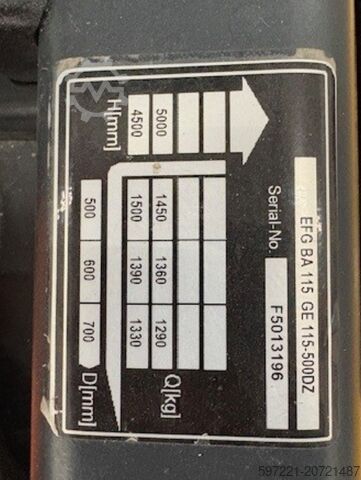 EFG BA 115 GE 115-500DZ
Serial-No. F5013196
5000 1450 1360 1290 Q[kg]
4500 1500 1390 1330
H[mm]
500 600 700 D[mm]
597221-20721487